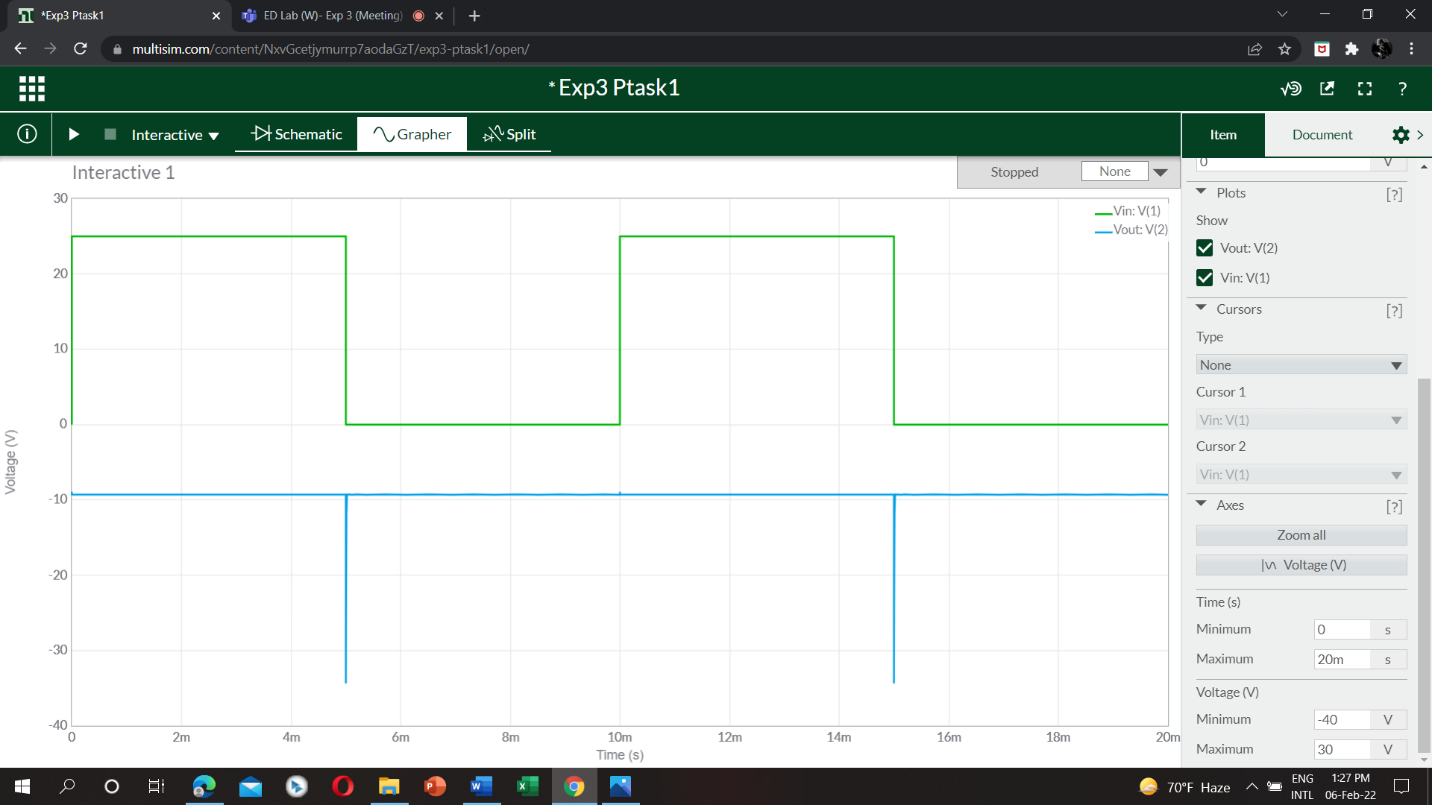 *Exp3 Ptask1
ED Lab (W)- Exp 3 (Meeting)
multisim.com/content/NxvGcetjymurrp7aodaGzT/exp3-ptask1/open/
*Exp3 Ptask1
?
Interactive
Schematic
Grapher
Split
Item
Document
Interactive 1
Stopped
None
Vin: V(1)
Vout: V(2)
30
20
10
0
-10
-20
-30
-40
Voltage (V)
0
2m
4m
6m
8m
10m
12m
14m
16m
18m
20m
Time (s)
0 V
Plots [?]
Show
Vout: V(2)
Vin: V(1)
Cursors [?]
Type
None
Cursor 1
Vin: V(1)
Cursor 2
Vin: V(1)
Axes [?]
Zoom all
Voltage (V)
Time (s)
Minimum 0 s
Maximum 20m s
Voltage (V)
Minimum -40 V
Maximum 30 V
70°F Haze
ENG
INTL
1:27 PM
06-Feb-22